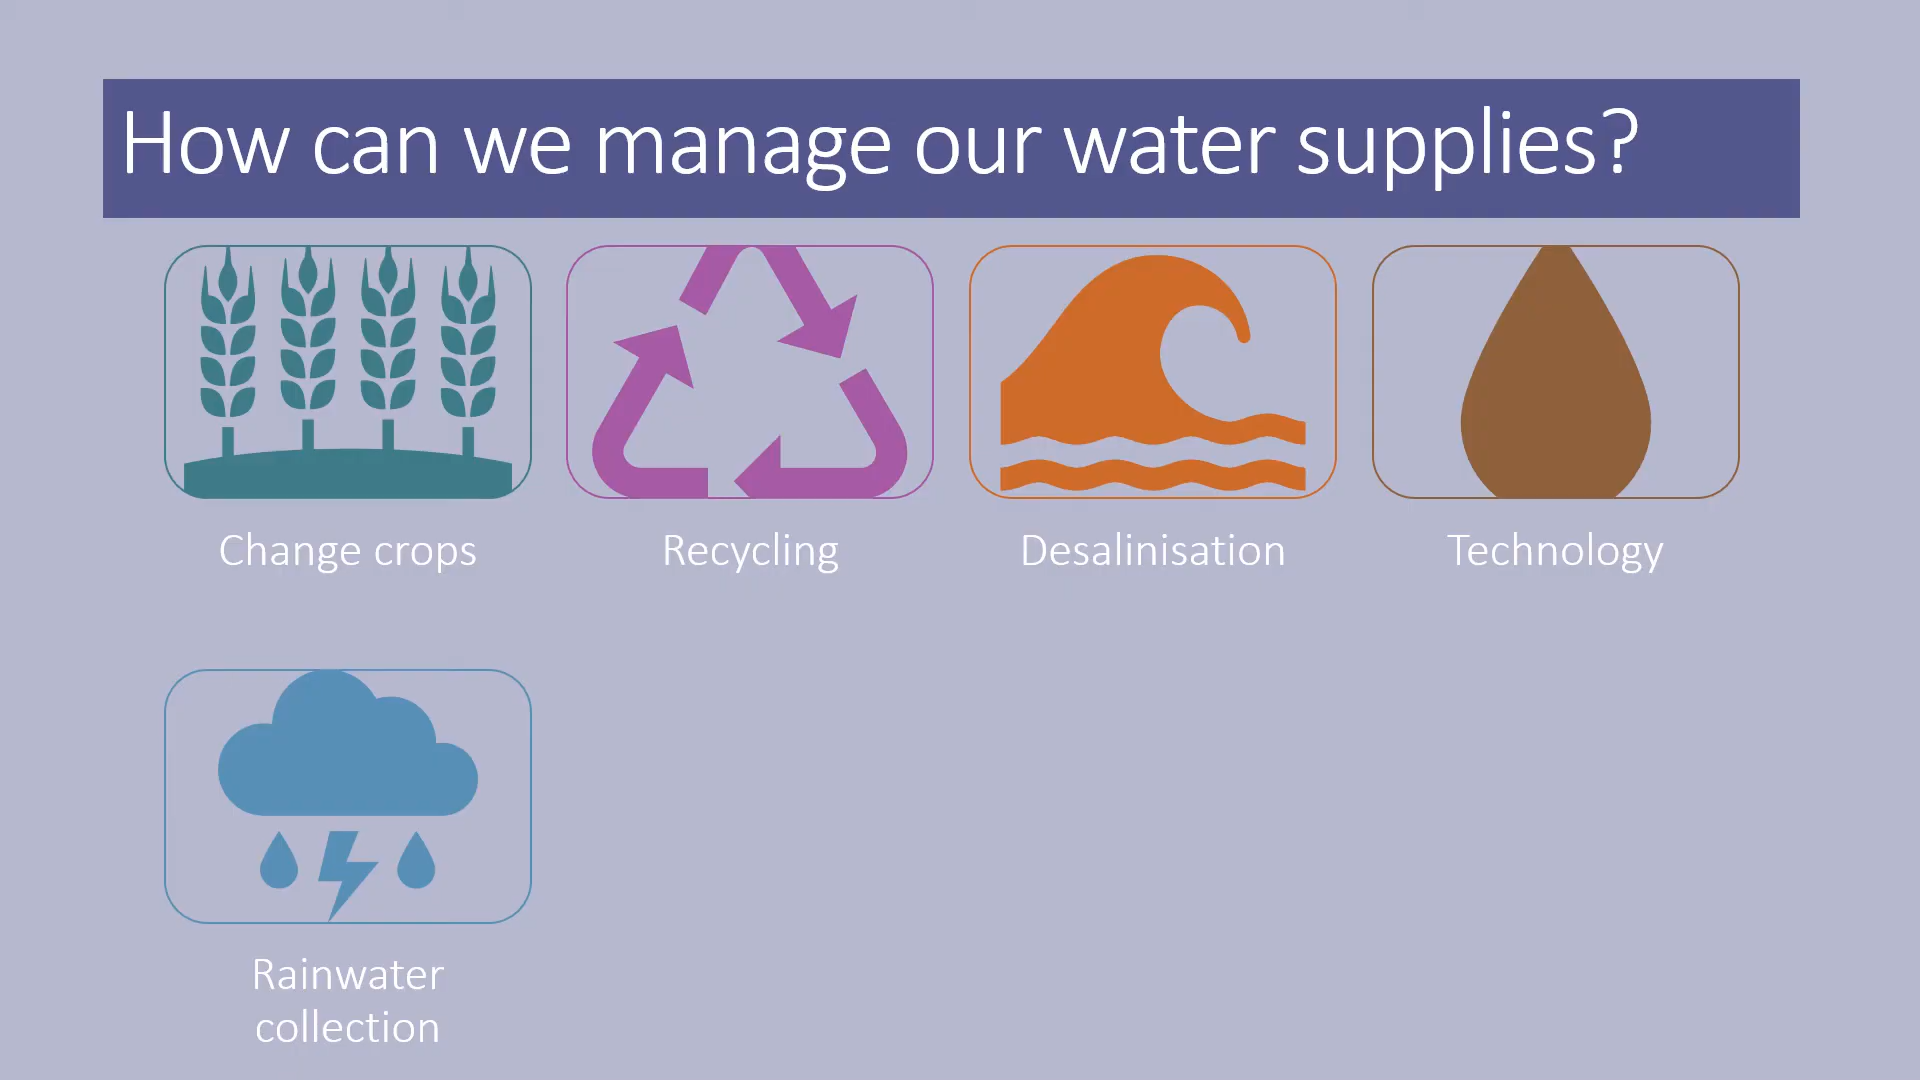 How can we manage our water supplies?
Change crops
Recycling
Desalinisation
Technology
Rainwater
collection